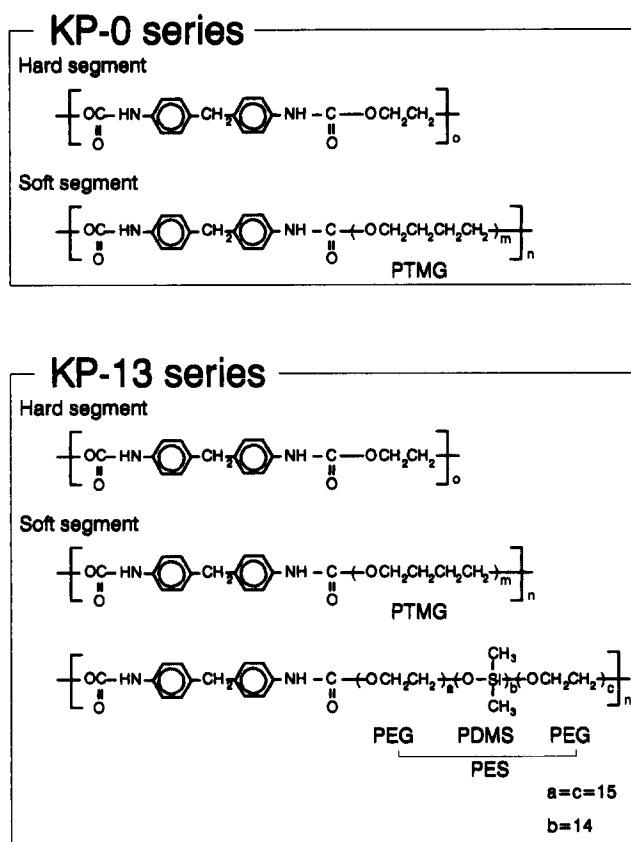 KP-0 series
Hard segment
OC HN CH2 NH C OCH2CH2 o
O O
Soft segment
OC HN CH2 NH C (OCH2CH2CH2CH2)m n
O O
PTMG
KP-13 series
Hard segment
OC HN CH2 NH C OCH2CH2 o
O O
Soft segment
OC HN CH2 NH C (OCH2CH2CH2CH2)m n
O O
PTMG
CH3
OC HN CH2 NH C (OCH2CH2)a (O Si)b (OCH2CH2)c n
O O CH3
PEG PDMS PEG
PES
a=c=15
b=14